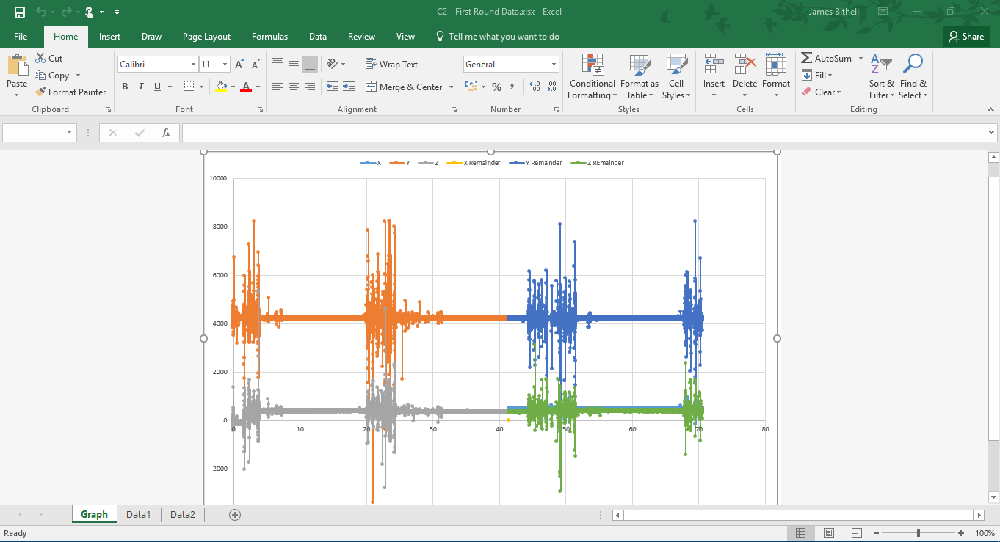 C2 - First Round Data.xlsx - Excel
James Bithell
File Home Insert Draw Page Layout Formulas Data Review View Tell me what you want to do Share
Paste
Cut
Copy
Format Painter
Clipboard
Calibri 11
B I U
Font
Wrap Text
Merge & Center
Alignment
General
% ,
Number
Conditional Formatting
Format as Table
Cell Styles
Styles
Insert Delete Format
Cells
AutoSum
Fill
Clear
Sort & Filter
Find & Select
Editing
fx
X Y Z X Remainder Y Remainder Z REmainder
10000
8000
6000
4000
2000
0
0 10 20 30 40 50 60 70 80
-2000
Graph Data1 Data2
Ready
100%